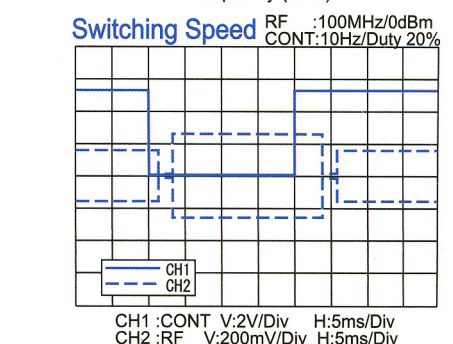 Switching Speed RF :100MHz/0dBm
CONT:10Hz/Duty 20%
CH1
CH2
CH1 :CONT V:2V/Div H:5ms/Div
CH2 :RF V:200mV/Div H:5ms/Div